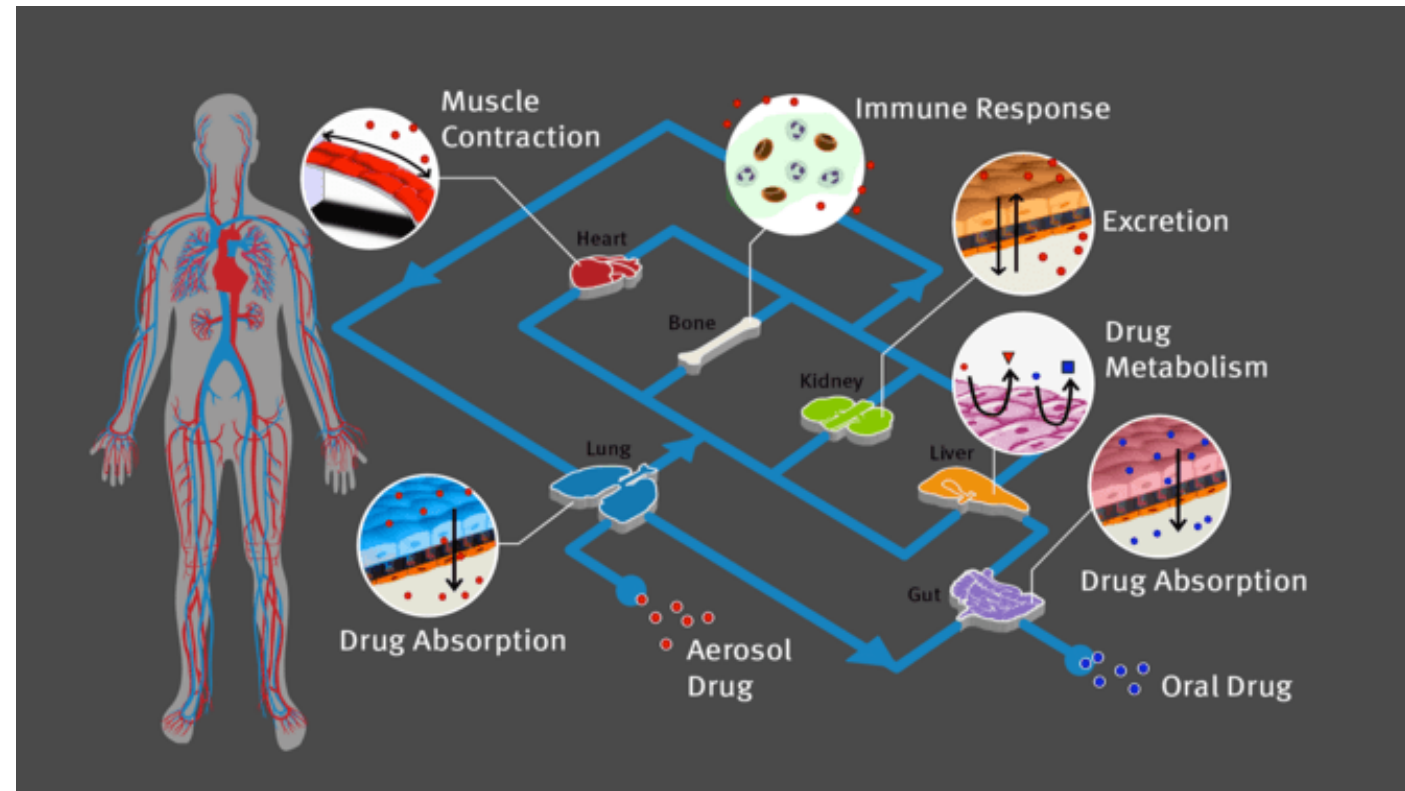 Muscle
Contraction
Immune Response
Excretion
Heart
Bone
Drug
Metabolism
Kidney
Lung
Liver
Drug Absorption
Gut
Drug Absorption
Aerosol
Drug
Oral Drug